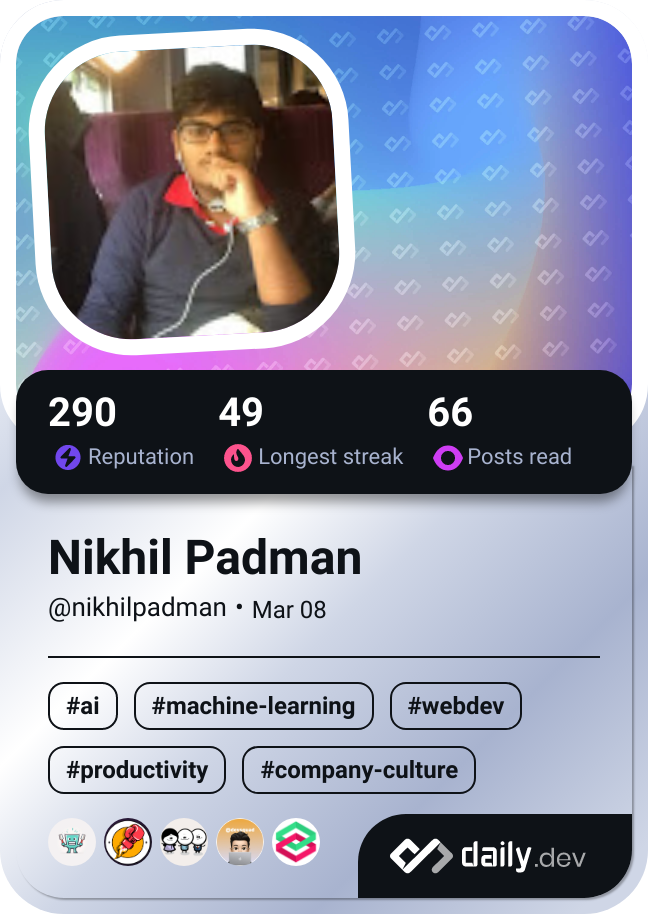 290 49 66
Reputation Longest streak Posts read
Nikhil Padman
@nikhilpadman • Mar 08
#ai #machine-learning #webdev
#productivity #company-culture
daily.dev